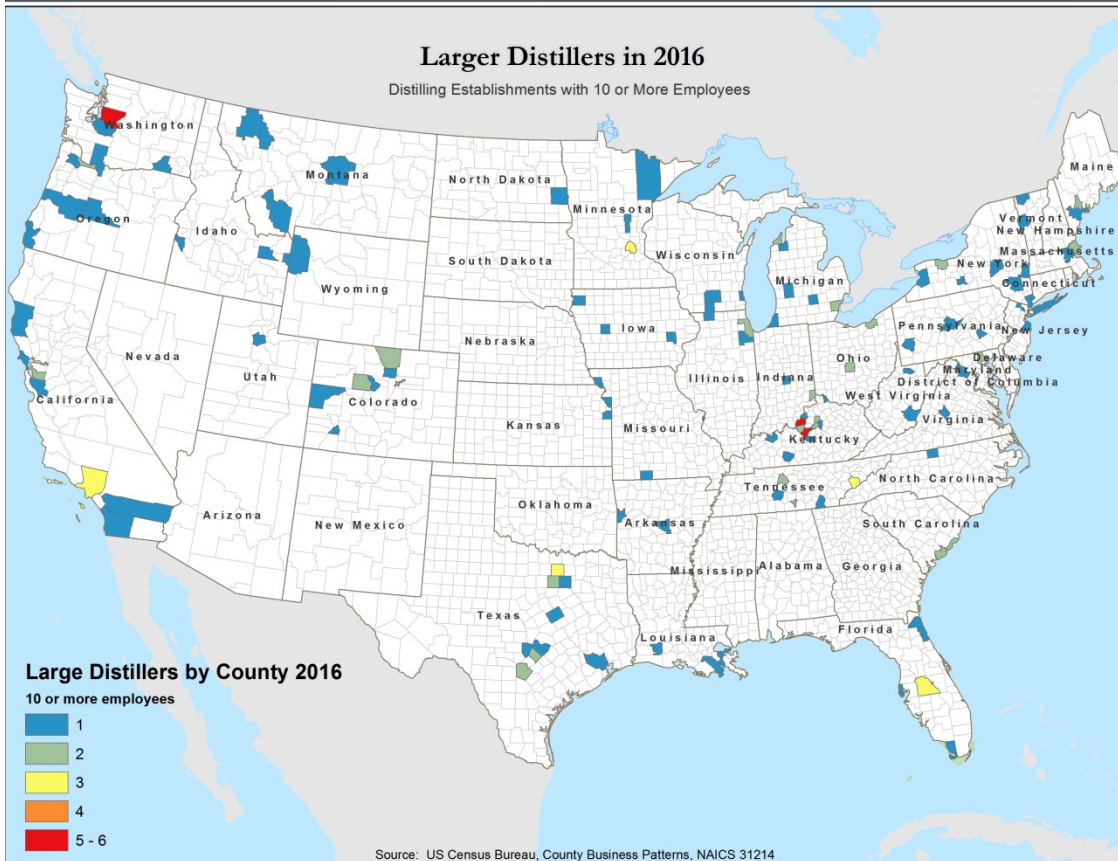 Larger Distillers in 2016
Distilling Establishments with 10 or More Employees
Washington
Montana
North Dakota
Minnesota
Maine
Oregon
Idaho
Wyoming
South Dakota
Wisconsin
Michigan
Vermont
New Hampshire
Massachusetts
New York
Connecticut
Nevada
Utah
Colorado
Nebraska
Iowa
Illinois
Indiana
Ohio
Pennsylvania
New Jersey
Delaware
Maryland
District of Columbia
West Virginia
Virginia
California
Kansas
Missouri
Kentucky
Arizona
New Mexico
Oklahoma
Arkansas
Tennessee
North Carolina
South Carolina
Texas
Louisiana
Mississippi
Alabama
Georgia
Florida
Large Distillers by County 2016
10 or more employees
1
2
3
4
5 - 6
Source: US Census Bureau, County Business Patterns, NAICS 31214